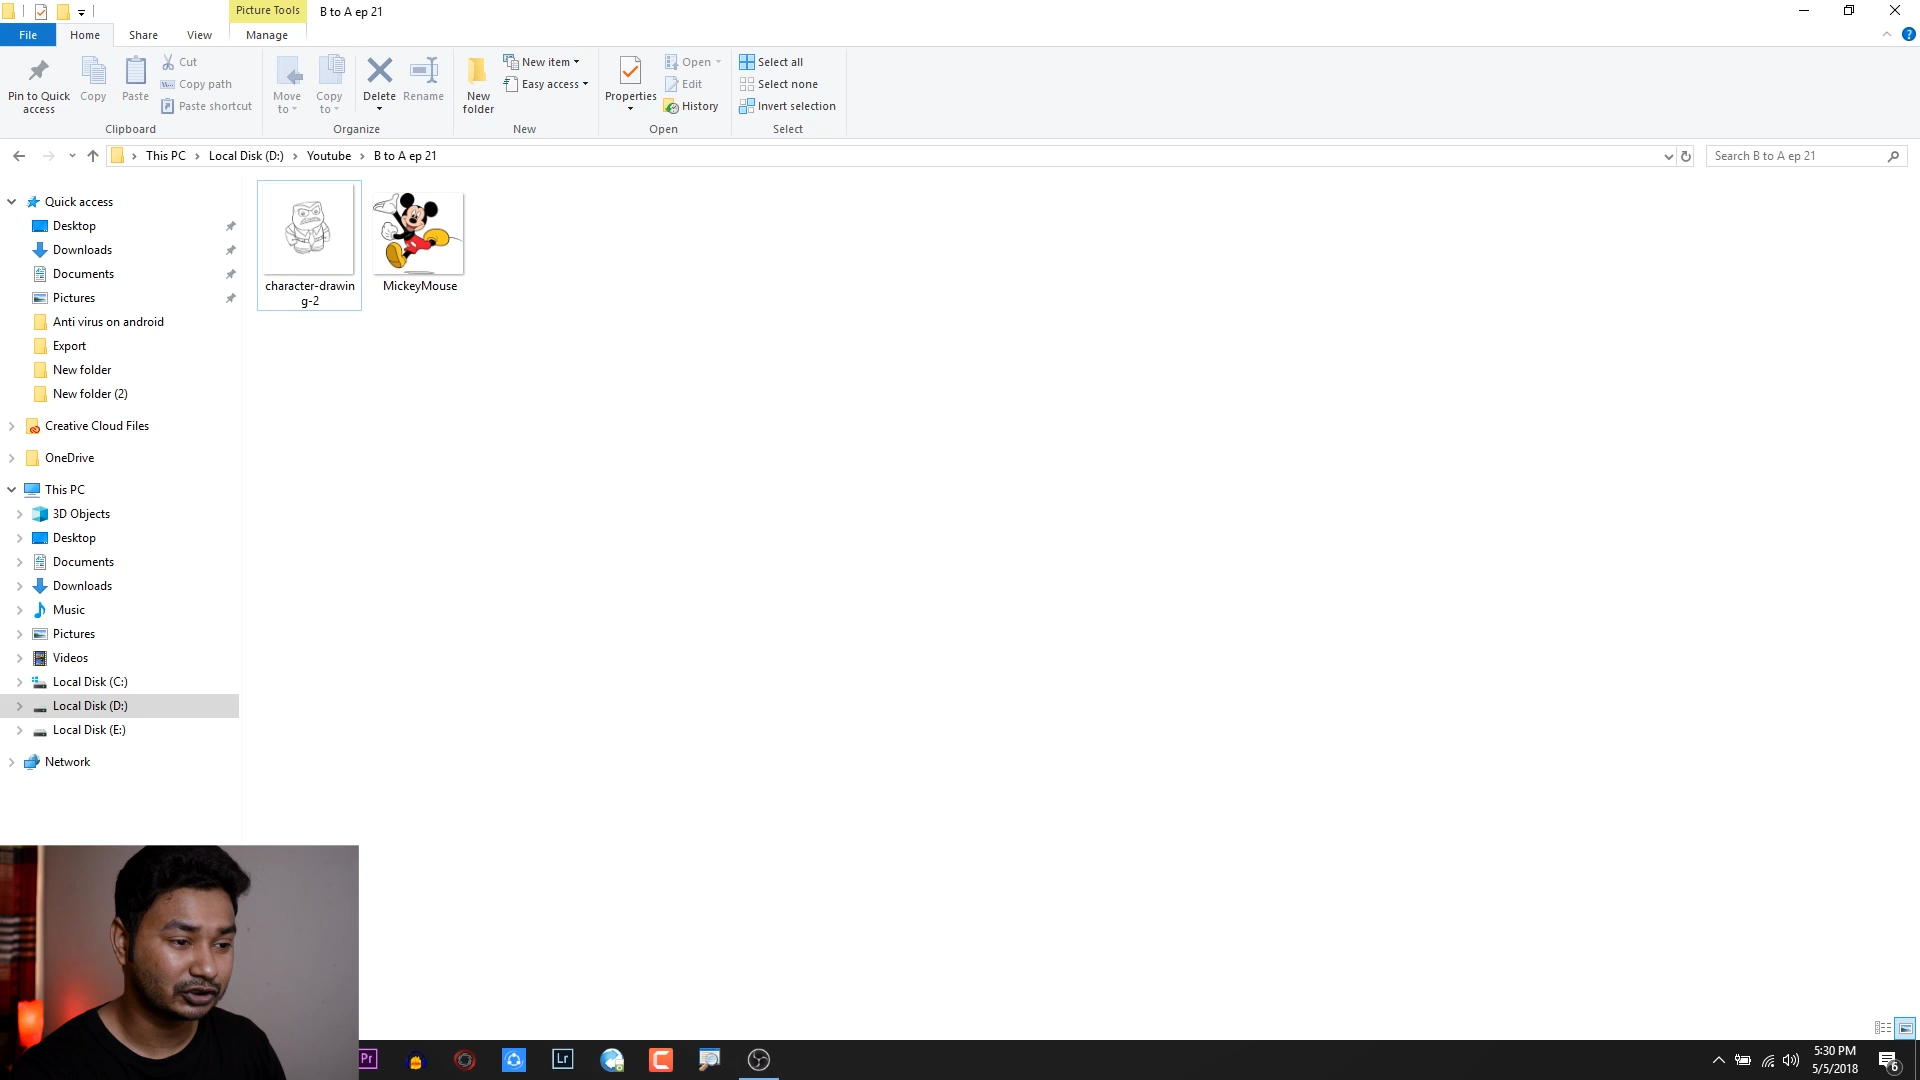 Picture Tools
B to A ep 21
File
Home
Share
View
Manage
Pin to Quick
access
Copy
Paste
Cut
Copy path
Paste shortcut
Clipboard
Move
to
Copy
to
Delete
Rename
Organize
New
folder
New item
Easy access
New
Properties
Open
Edit
History
Open
Select all
Select none
Invert selection
Select
This PC
Local Disk (D:)
Youtube
B to A ep 21
Search B to A ep 21
Quick access
Desktop
Downloads
Documents
Pictures
Anti virus on android
Export
New folder
New folder (2)
Creative Cloud Files
OneDrive
This PC
3D Objects
Desktop
Documents
Downloads
Music
Pictures
Videos
Local Disk (C:)
Local Disk (D:)
Local Disk (E:)
Network
character-drawin
g-2
MickeyMouse
Pr
Lr
5:30 PM
5/5/2018
6